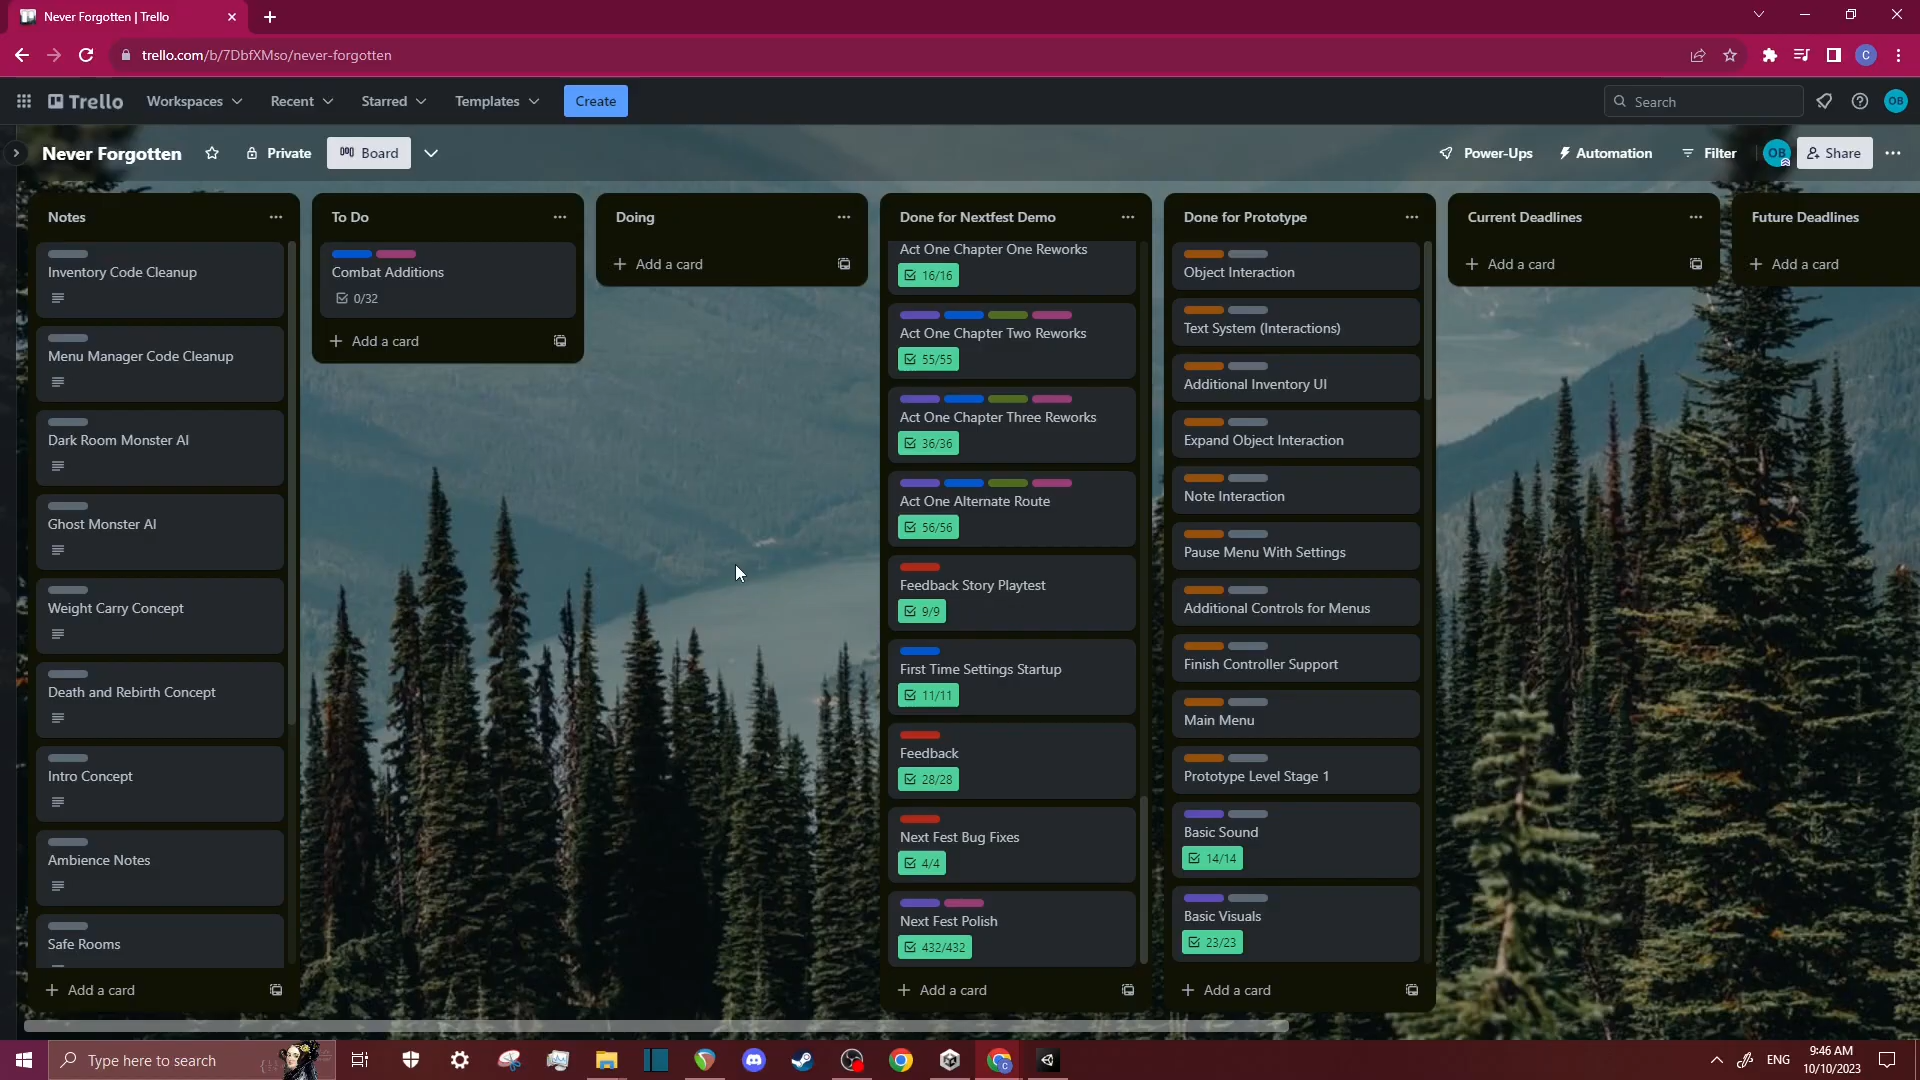 Never Forgotten | Trello
trello.com/b/7DbfXMso/never-forgotten
C
Trello
Workspaces
Recent
Starred
Templates
Create
Search
OB
Never Forgotten
Private
Board
Power-Ups
Automation
Filter
OB
Share
Notes
Inventory Code Cleanup
Menu Manager Code Cleanup
Dark Room Monster AI
Ghost Monster AI
Weight Carry Concept
Death and Rebirth Concept
Intro Concept
Ambience Notes
Safe Rooms
Add a card
To Do
Combat Additions
0/32
Add a card
Doing
Add a card
Done for Nextfest Demo
Act One Chapter One Reworks
16/16
Act One Chapter Two Reworks
55/55
Act One Chapter Three Reworks
36/36
Act One Alternate Route
56/56
Feedback Story Playtest
9/9
First Time Settings Startup
11/11
Feedback
28/28
Next Fest Bug Fixes
4/4
Next Fest Polish
432/432
Add a card
Done for Prototype
Object Interaction
Text System (Interactions)
Additional Inventory UI
Expand Object Interaction
Note Interaction
Pause Menu With Settings
Additional Controls for Menus
Finish Controller Support
Main Menu
Prototype Level Stage 1
Basic Sound
14/14
Basic Visuals
23/23
Add a card
Current Deadlines
Add a card
Future Deadlines
Add a card
Type here to search
ENG
9:46 AM
10/10/2023